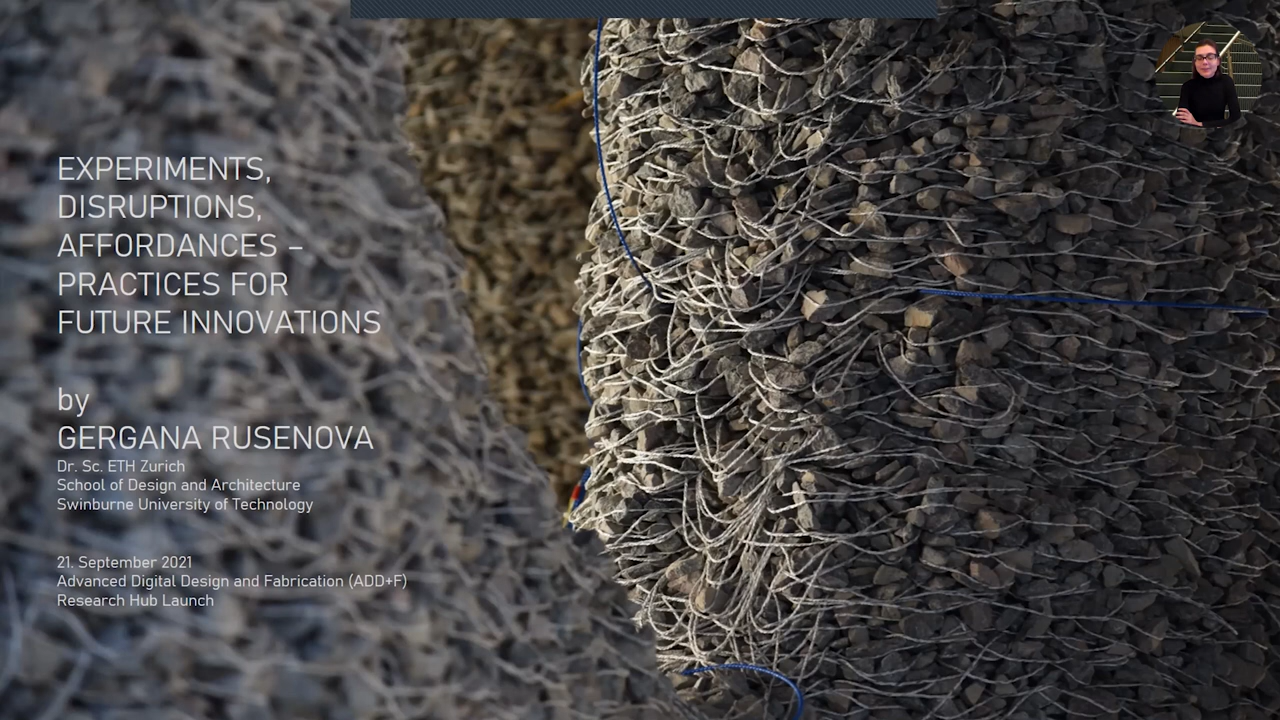 EXPERIMENTS,
DISRUPTIONS,
AFFORDANCES –
PRACTICES FOR
FUTURE INNOVATIONS
by
GERGANA RUSENOVA
Dr. Sc. ETH Zurich
School of Design and Architecture
Swinburne University of Technology
21. September 2021
Advanced Digital Design and Fabrication (ADD+F)
Research Hub Launch